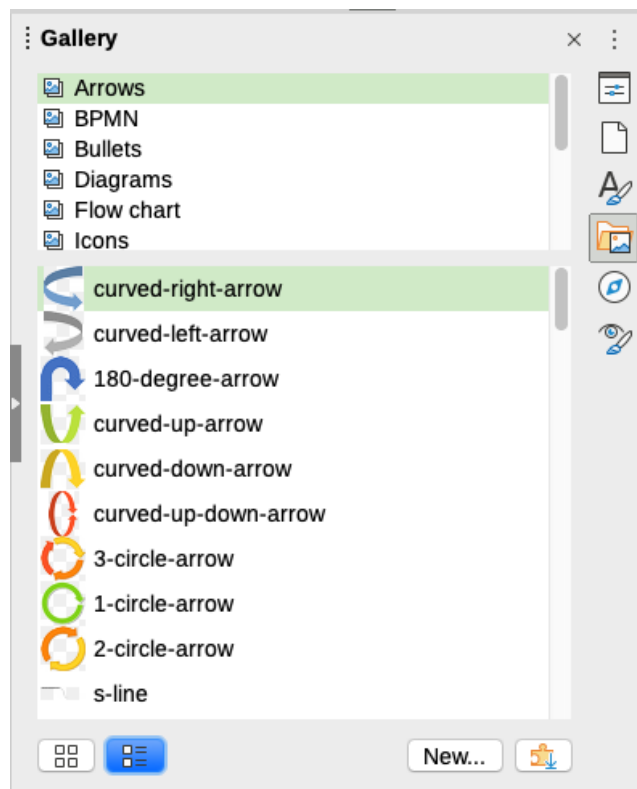 Gallery
Arrows
BPMN
Bullets
Diagrams
Flow chart
Icons
curved-right-arrow
curved-left-arrow
180-degree-arrow
curved-up-arrow
curved-down-arrow
curved-up-down-arrow
3-circle-arrow
1-circle-arrow
2-circle-arrow
s-line
New...